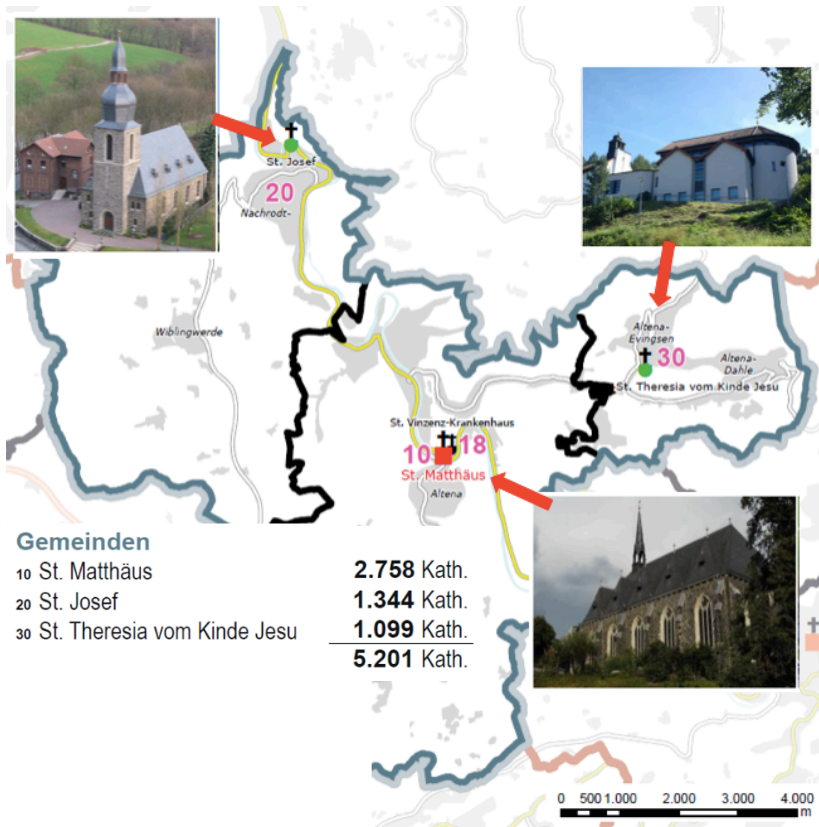 St. Josef
20
Nachrodt-
Wiblingwerde
Altena-
Evingsen
30
Altena-
Dahle
St. Theresia vom Kinde Jesu
St. Vinzenz-Krankenhaus
10 18
St. Matthäus
Altena
Gemeinden
10 St. Matthäus 2.758 Kath.
20 St. Josef 1.344 Kath.
30 St. Theresia vom Kinde Jesu 1.099 Kath.
5.201 Kath.
0 500 1.000 2.000 3.000 4.000
m